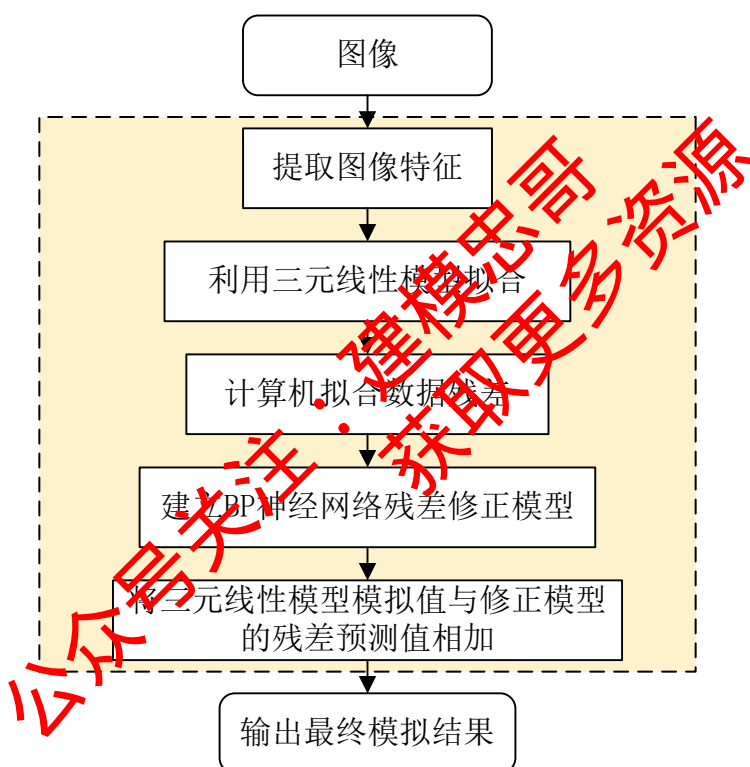 图像
提取图像特征
利用三元线性模型拟合
计算机拟合数据残差
建立BP神经网络残差修正模型
将三元线性模型模拟值与修正模型
的残差预测值相加
输出最终模拟结果
公众号关注：建模忠哥
获取更多资源